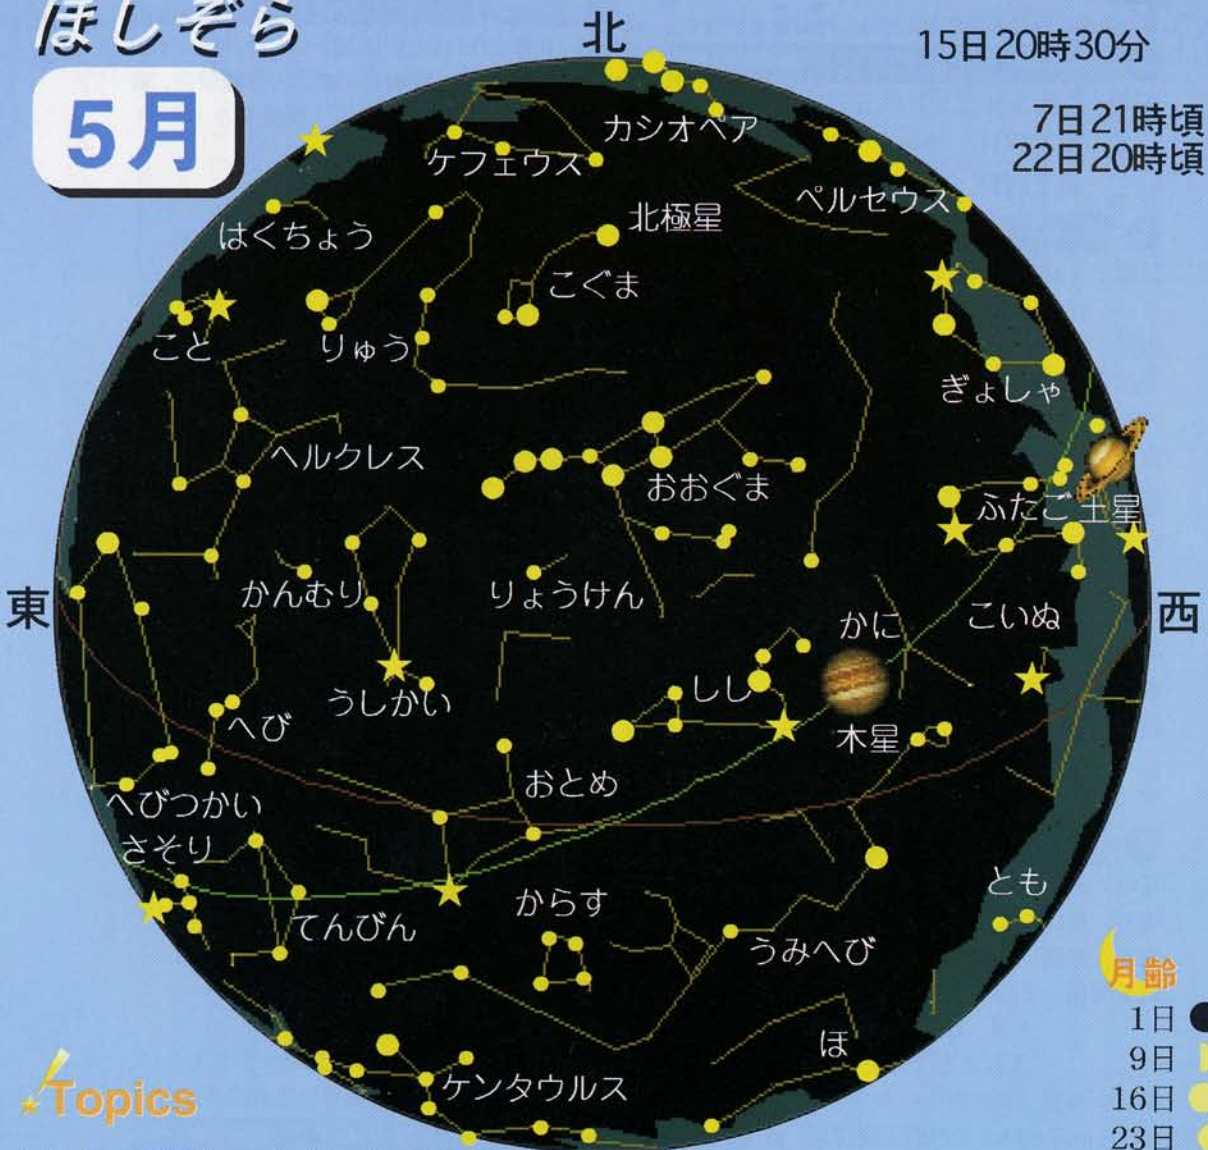 ほしぞら
5月
北
15日20時30分
7日21時頃
22日20時頃
カシオペア
ケフェウス
ペルセウス
はくちょう
北極星
こぐま
こと
りゅう
ぎょしゃ
ヘルクレス
おおぐま
ふたご
土星
東
かんむり
りょうけん
かに
こいぬ
西
うしかい
しし
へび
木星
おとめ
へびつかい
さそり
からす
とも
てんびん
うみへび
月齢
1日
ほ
9日
ケンタウルス
Topics
16日
23日